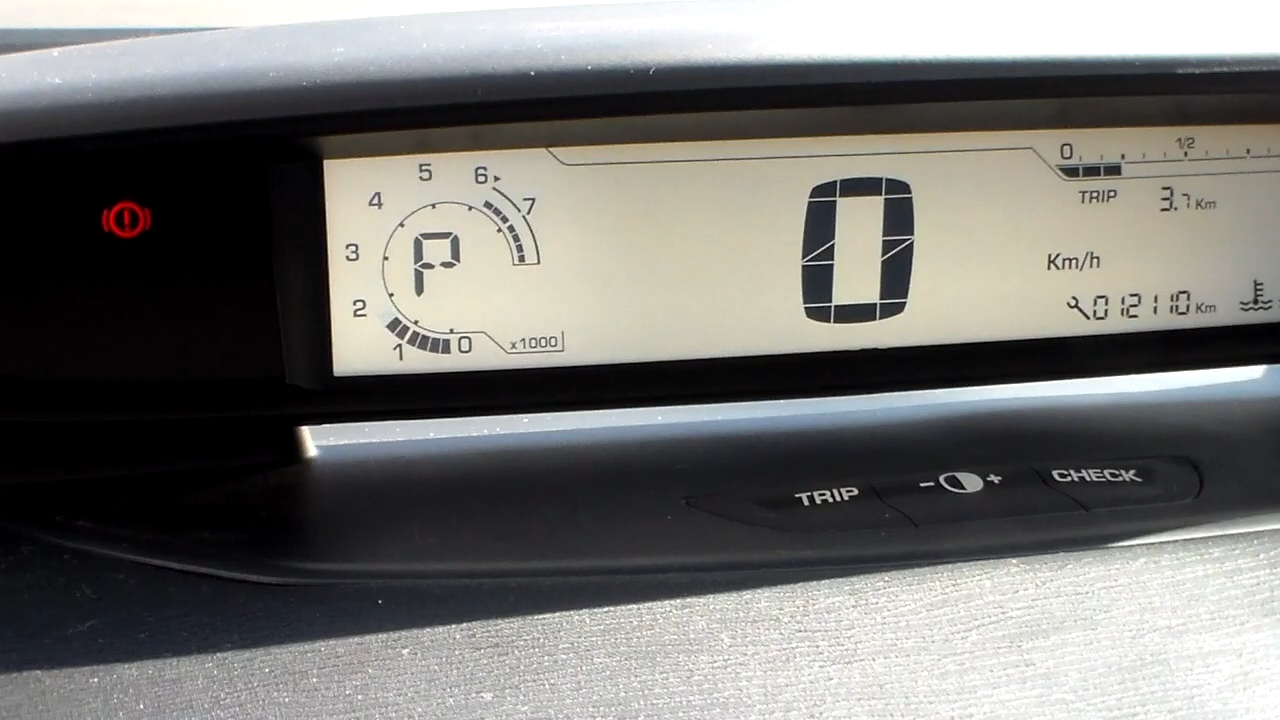 5 6
4 7
P
3
2
1 0 x1000
0
0 1/2
TRIP 3.7 Km
Km/h
012110 Km
TRIP - + CHECK